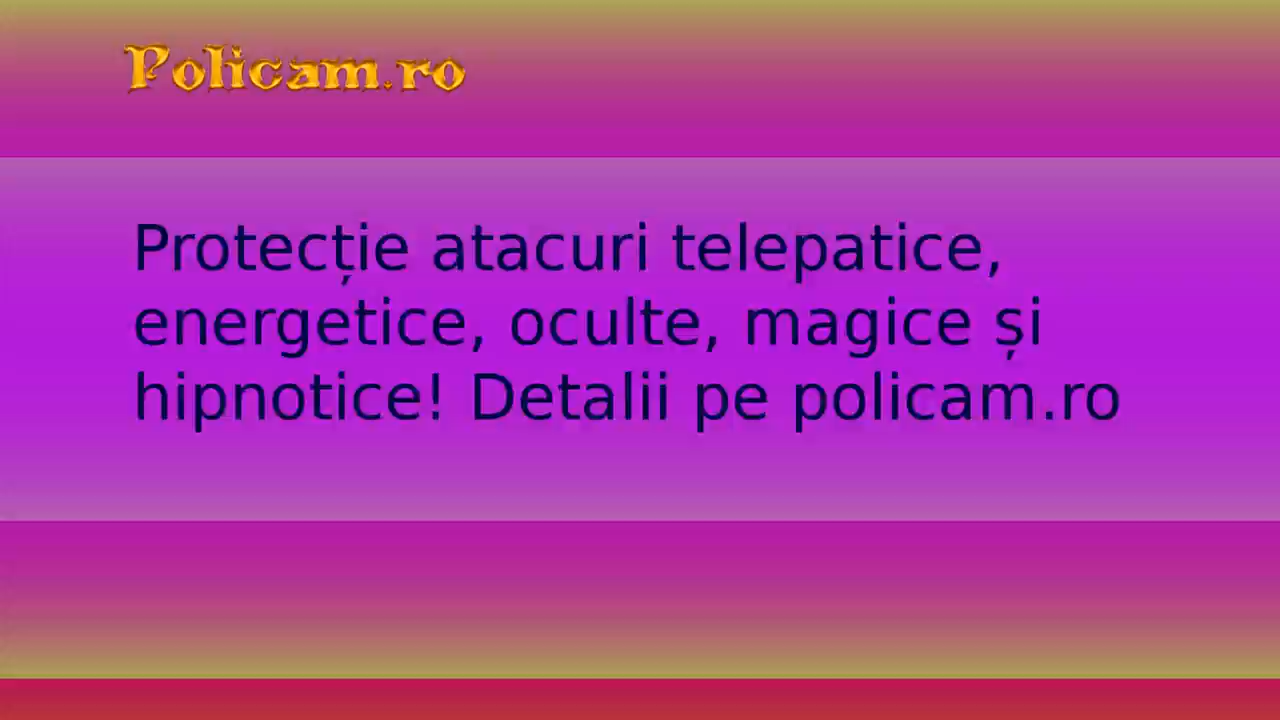 Policam.ro
Protecție atacuri telepatice,
energetice, oculte, magice și
hipnotice! Detalii pe policam.ro